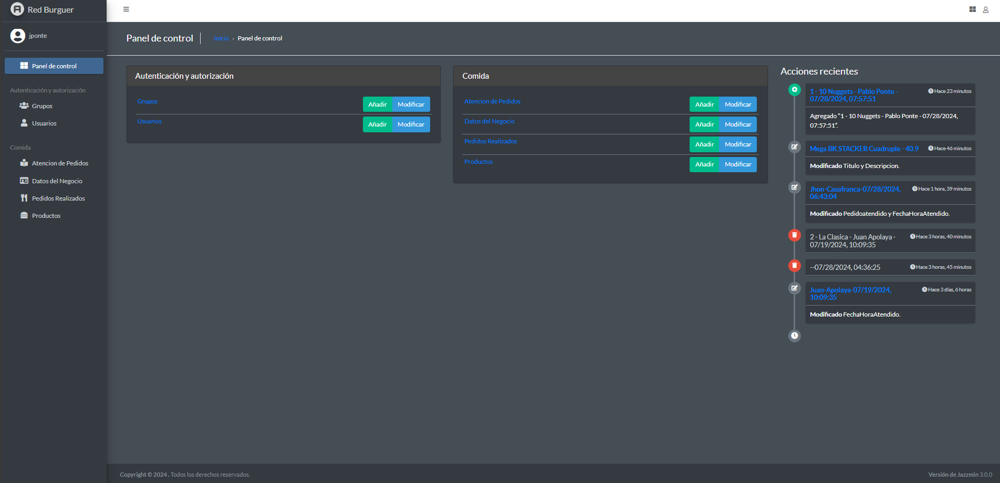 Red Burguer
jponte
Panel de control
Autenticación y autorización
Grupos
Usuarios
Comida
Atencion de Pedidos
Datos del Negocio
Pedidos Realizados
Productos
Panel de control
Inicio › Panel de control
Autenticación y autorización
Grupos Añadir Modificar
Usuarios Añadir Modificar
Comida
Atencion de Pedidos Añadir Modificar
Datos del Negocio Añadir Modificar
Pedidos Realizados Añadir Modificar
Productos Añadir Modificar
Acciones recientes
1 - 10 Nuggets - Pablo Ponte - Hace 23 minutos
07/28/2024, 07:57:51
Agregado “1 - 10 Nuggets - Pablo Ponte - 07/28/2024,
07:57:51”.
Mega BK STACKER Cuadruple - 40.9 Hace 46 minutos
Modificado Titulo y Descripcion.
Jhon-Casafranca-07/28/2024, Hace 1 hora, 39 minutos
06:43:04
Modificado Pedidoatendido y FechaHoraAtendido.
2 - La Clasica - Juan Apolaya - Hace 3 horas, 40 minutos
07/19/2024, 10:09:35
--07/28/2024, 04:36:25 Hace 3 horas, 45 minutos
Juan-Apolaya-07/19/2024, Hace 3 días, 6 horas
10:09:35
Modificado FechaHoraAtendido.
Copyright © 2024 . Todos los derechos reservados.
Versión de Jazzmin 3.0.0